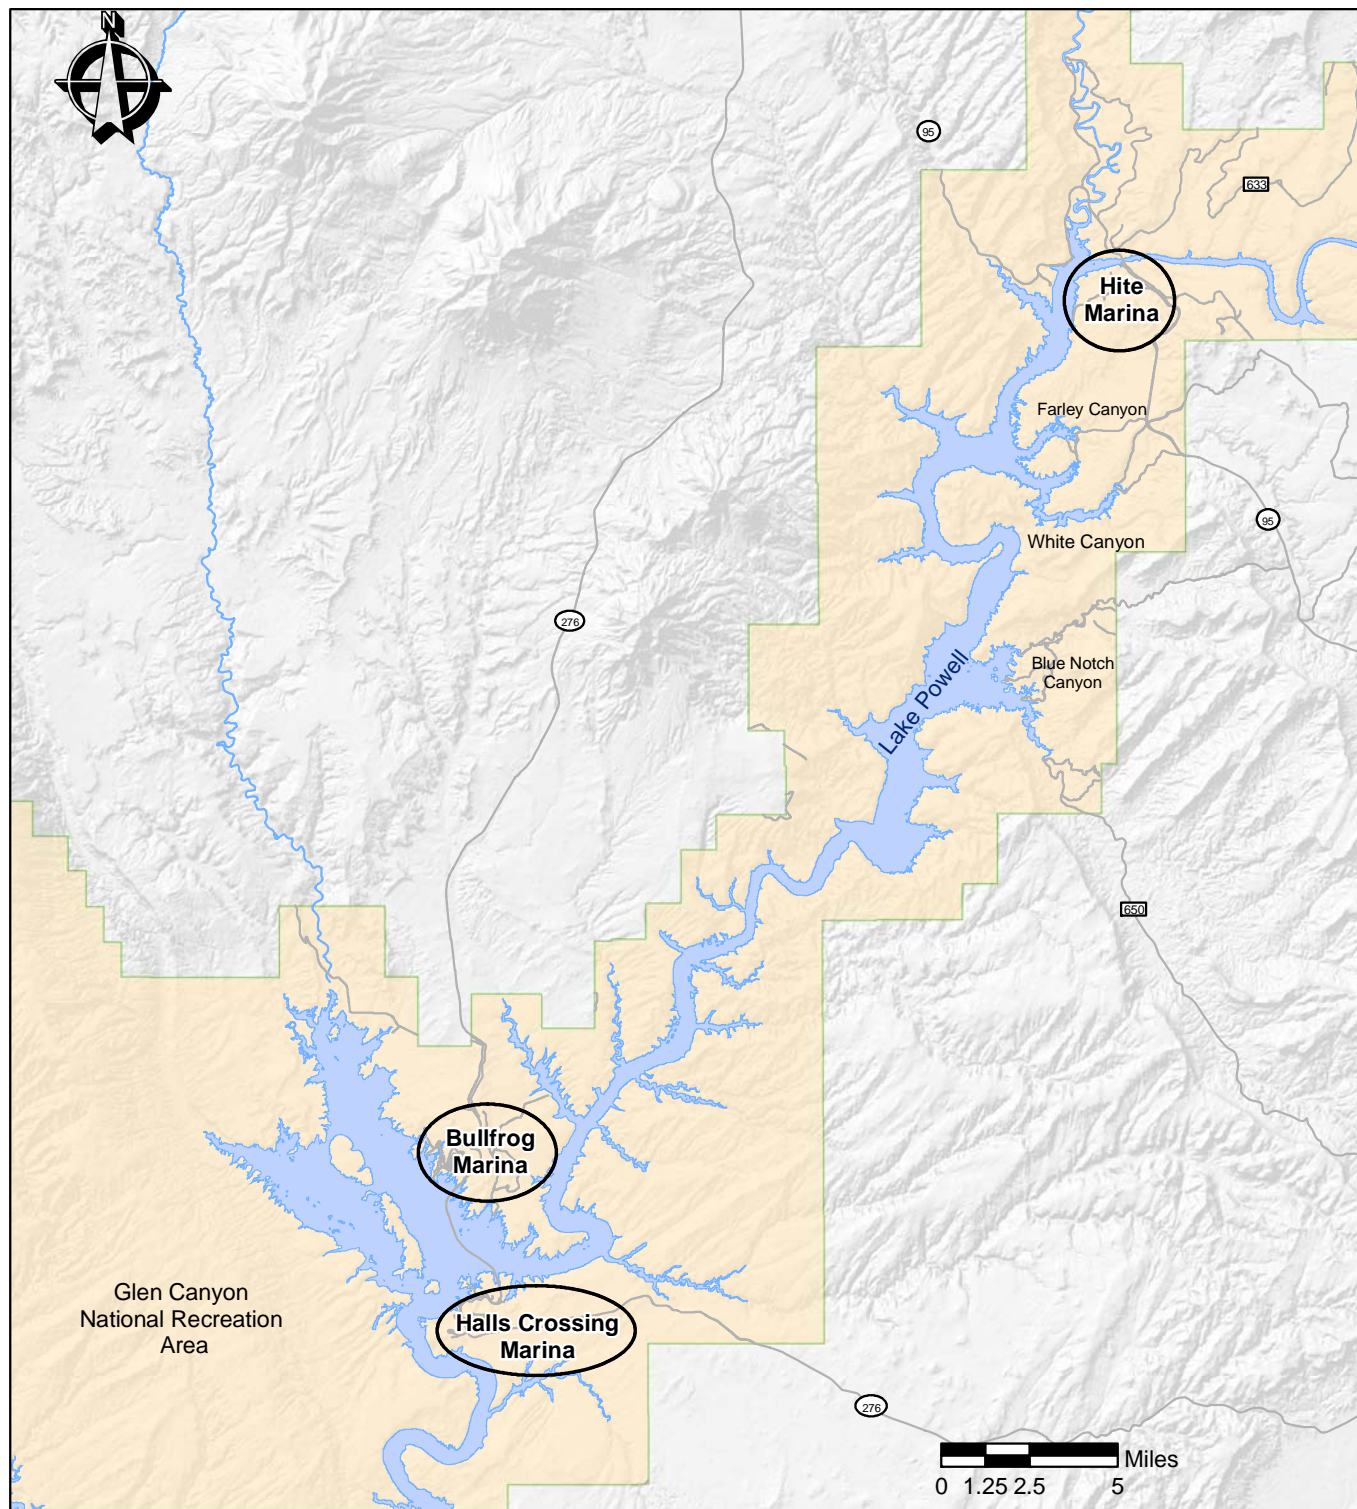 N
95
633
Hite
Marina
Farley Canyon
95
White Canyon
276
Blue Notch
Canyon
Lake Powell
650
Bullfrog
Marina
Glen Canyon
National Recreation
Area
Halls Crossing
Marina
276
Miles
0 1.25 2.5 5